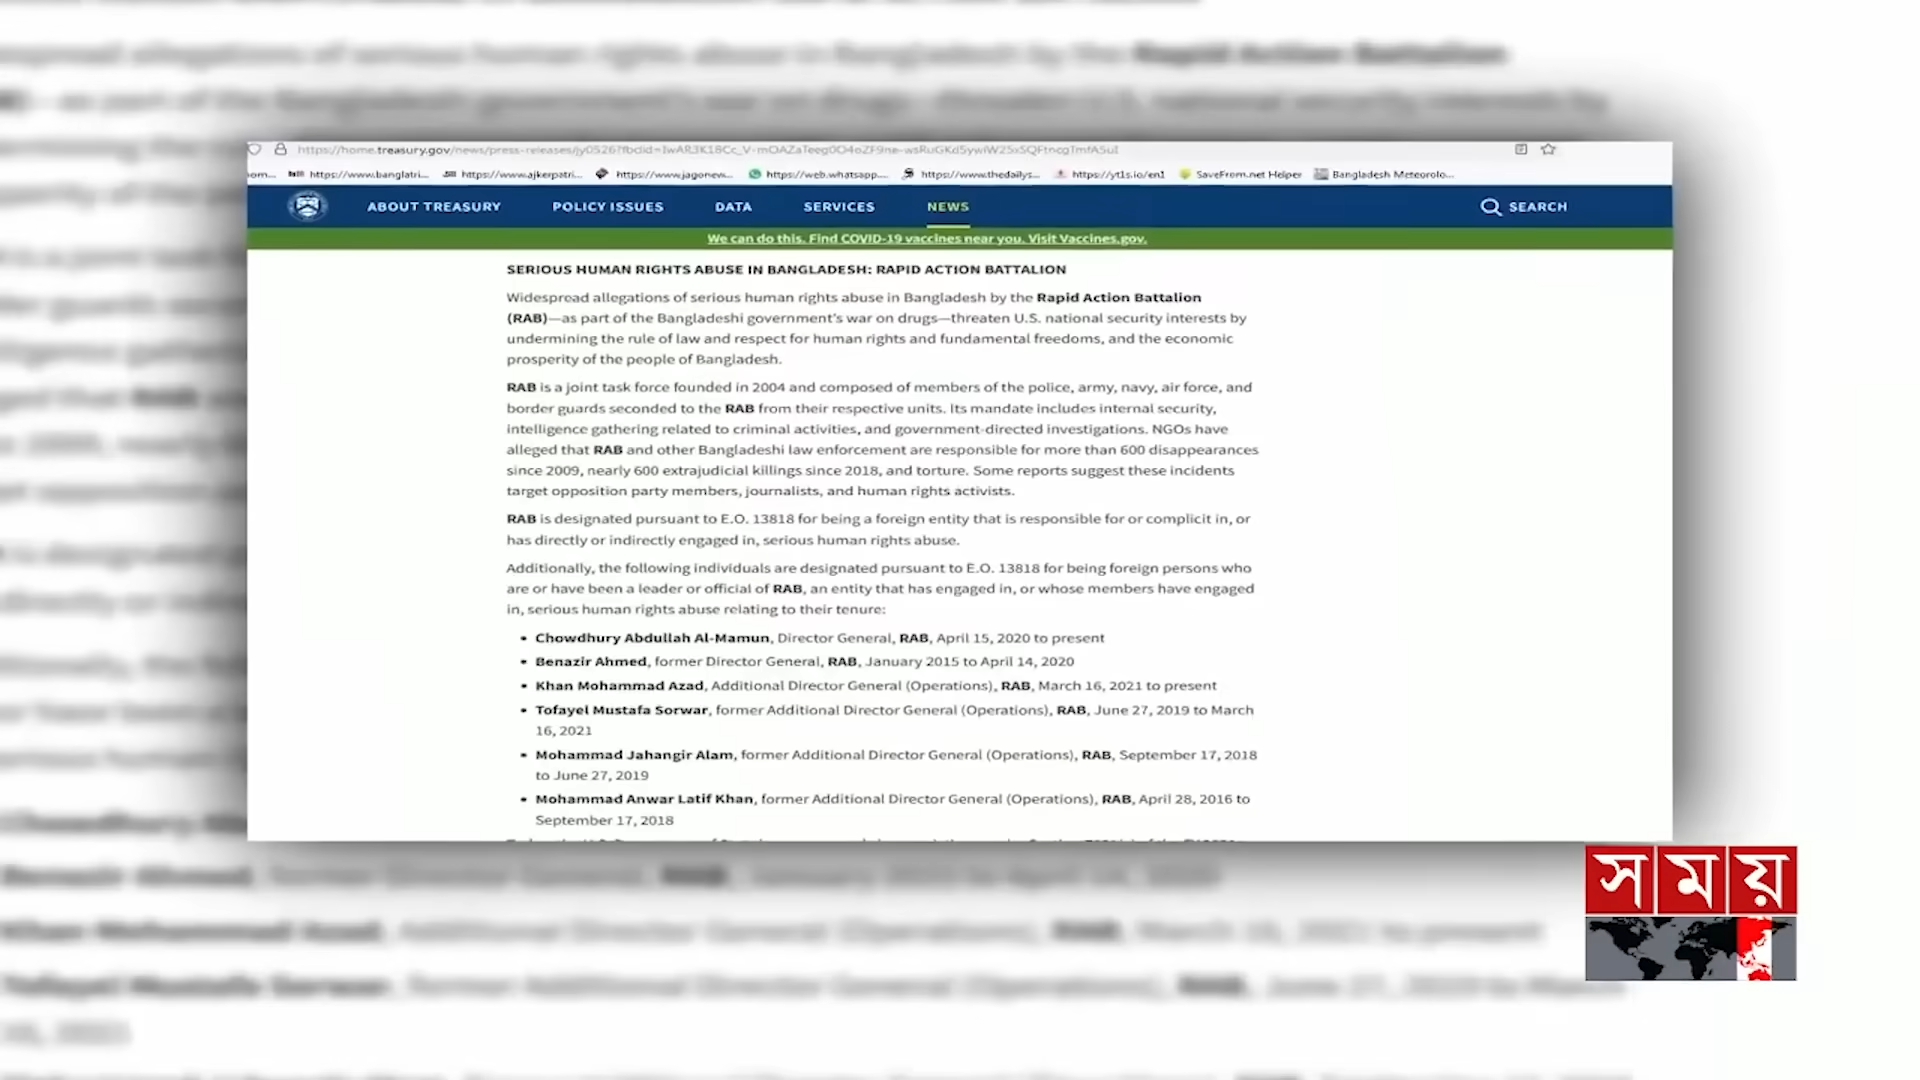 https://home.treasury.gov/news/press-releases/jy0526?fbclid=
https://www.banglatri... https://www.ajkerpatri... https://www.jagonew... https://web.whatsapp.... https://www.thedailys... https://yt1s.io/en1 SaveFrom.net Helper Bangladesh Meteorolo...
ABOUT TREASURY POLICY ISSUES DATA SERVICES NEWS SEARCH
We can do this. Find COVID-19 vaccines near you. Visit Vaccines.gov.
SERIOUS HUMAN RIGHTS ABUSE IN BANGLADESH: RAPID ACTION BATTALION
Widespread allegations of serious human rights abuse in Bangladesh by the Rapid Action Battalion
(RAB)—as part of the Bangladeshi government's war on drugs—threaten U.S. national security interests by
undermining the rule of law and respect for human rights and fundamental freedoms, and the economic
prosperity of the people of Bangladesh.
RAB is a joint task force founded in 2004 and composed of members of the police, army, navy, air force, and
border guards seconded to the RAB from their respective units. Its mandate includes internal security,
intelligence gathering related to criminal activities, and government-directed investigations. NGOs have
alleged that RAB and other Bangladeshi law enforcement are responsible for more than 600 disappearances
since 2009, nearly 600 extrajudicial killings since 2018, and torture. Some reports suggest these incidents
target opposition party members, journalists, and human rights activists.
RAB is designated pursuant to E.O. 13818 for being a foreign entity that is responsible for or complicit in, or
has directly or indirectly engaged in, serious human rights abuse.
Additionally, the following individuals are designated pursuant to E.O. 13818 for being foreign persons who
are or have been a leader or official of RAB, an entity that has engaged in, or whose members have engaged
in, serious human rights abuse relating to their tenure:
• Chowdhury Abdullah Al-Mamun, Director General, RAB, April 15, 2020 to present
• Benazir Ahmed, former Director General, RAB, January 2015 to April 14, 2020
• Khan Mohammad Azad, Additional Director General (Operations), RAB, March 16, 2021 to present
• Tofayel Mustafa Sorwar, former Additional Director General (Operations), RAB, June 27, 2019 to March
16, 2021
• Mohammad Jahangir Alam, former Additional Director General (Operations), RAB, September 17, 2018
to June 27, 2019
• Mohammad Anwar Latif Khan, former Additional Director General (Operations), RAB, April 28, 2016 to
September 17, 2018
সময়